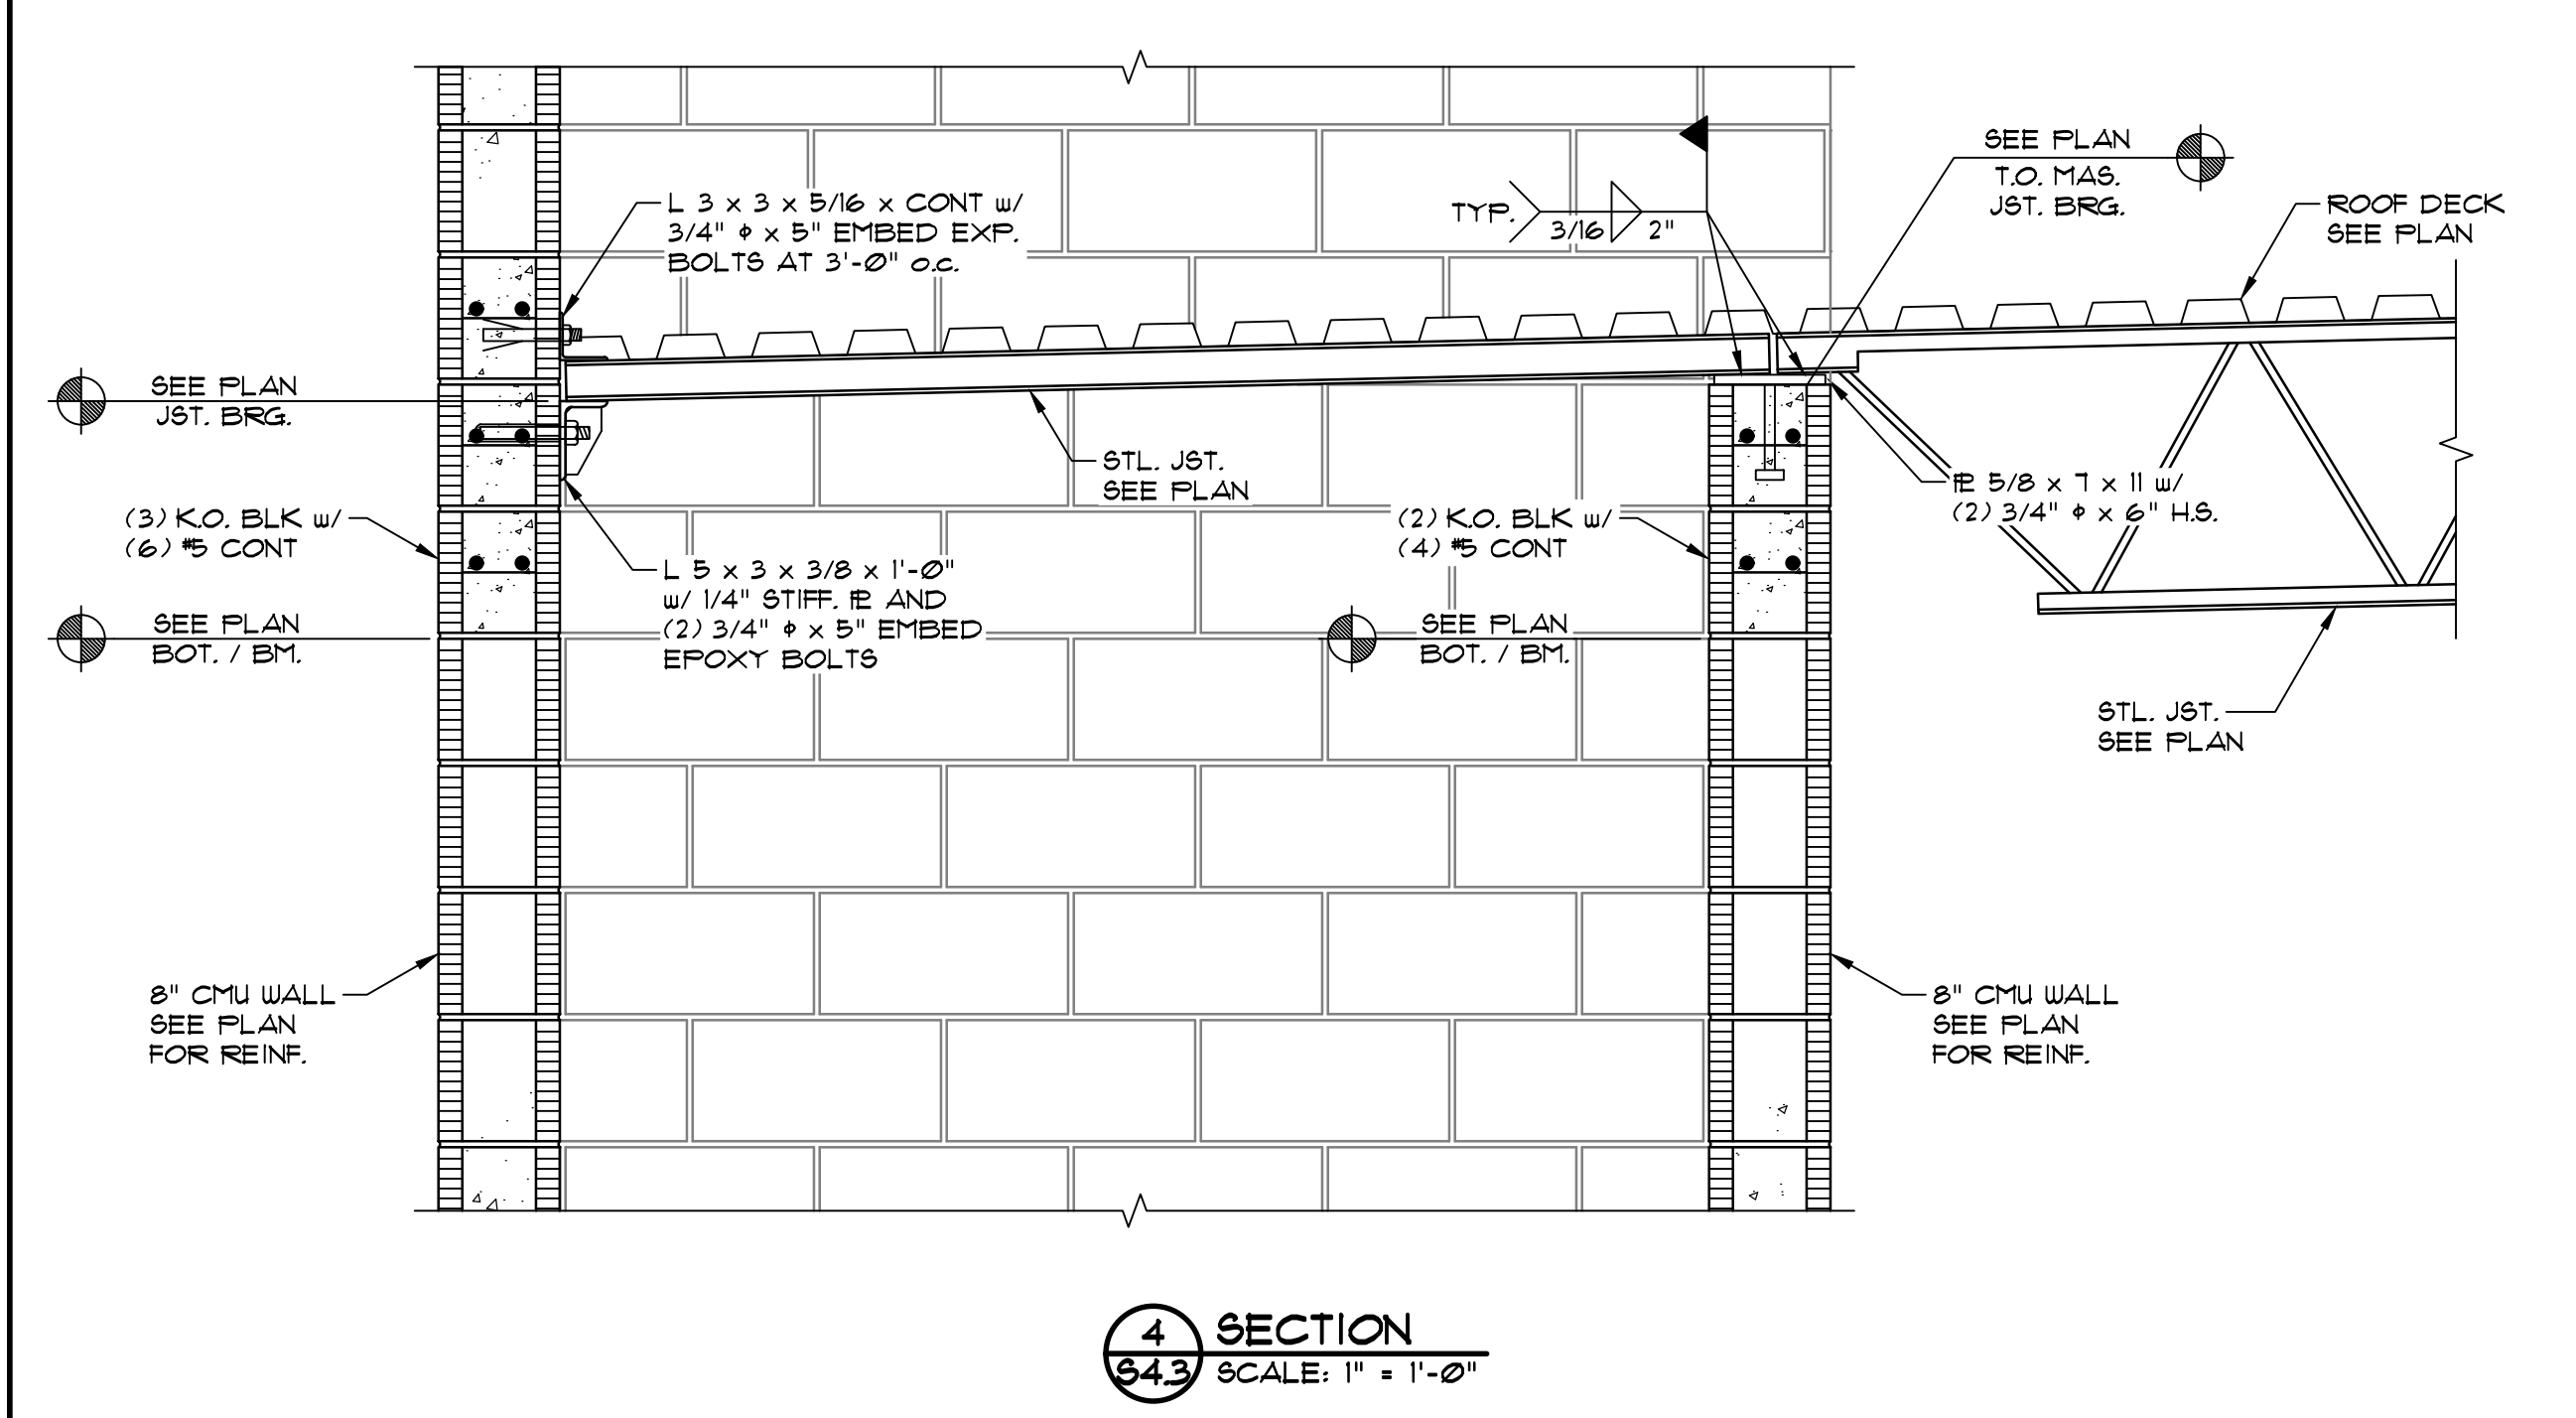 L 3 x 3 x 5/16 x CONT w/
3/4" ϕ x 5" EMBED EXP.
BOLTS AT 3'-0" o.c.
TYP.
3/16
2"
SEE PLAN
T.O. MAS.
JST. BRG.
ROOF DECK
SEE PLAN
SEE PLAN
JST. BRG.
STL. JST.
SEE PLAN
℄ 5/8 x 7 x 11 w/
(2) 3/4" ϕ x 6" H.S.
(3) K.O. BLK w/
(6) #5 CONT
(2) K.O. BLK w/
(4) #5 CONT
L 5 x 3 x 3/8 x 1'-0"
w/ 1/4" STIFF. ℄ AND
(2) 3/4" ϕ x 5" EMBED
EPOXY BOLTS
SEE PLAN
BOT. / BM.
SEE PLAN
BOT. / BM.
STL. JST.
SEE PLAN
8" CMU WALL
SEE PLAN
FOR REINF.
8" CMU WALL
SEE PLAN
FOR REINF.
4
S4.3
SECTION
SCALE: 1" = 1'-0"